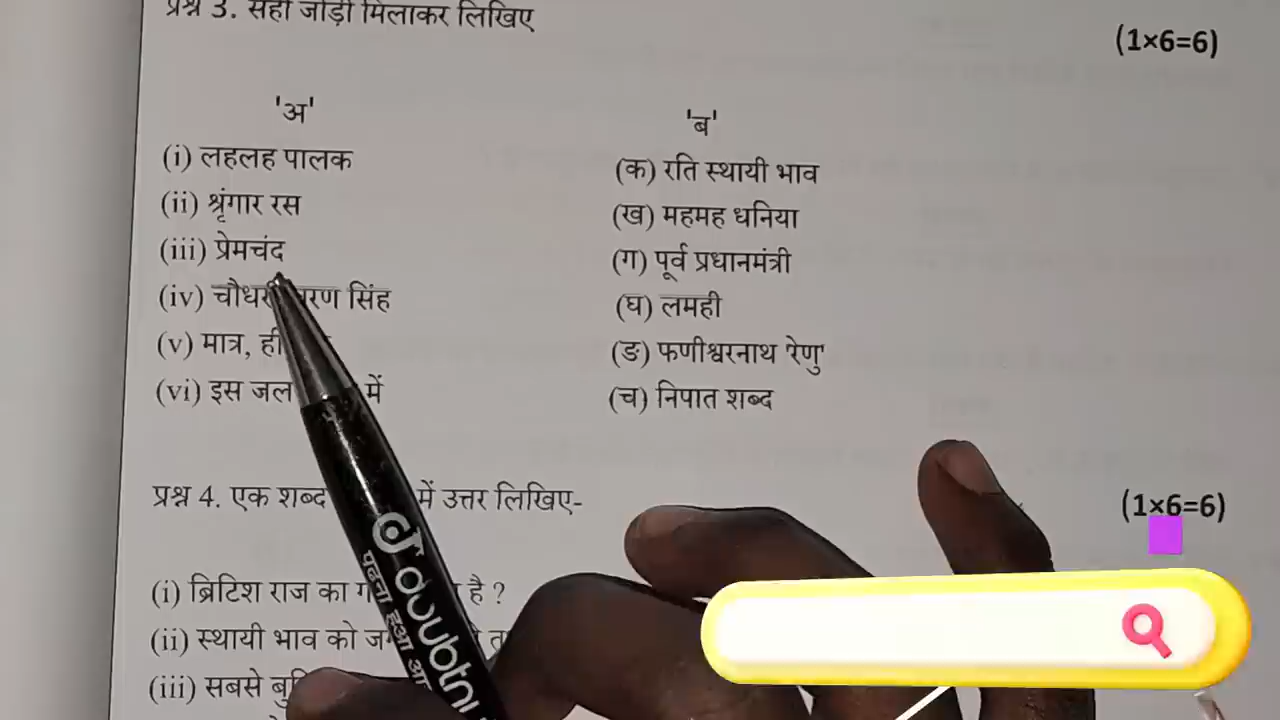 प्रश्न 3. सही जोड़ी मिलाकर लिखिए
(1×6=6)
'अ' 'ब'
(i) लहलह पालक (क) रति स्थायी भाव
(ii) श्रृंगार रस (ख) महमह धनिया
(iii) प्रेमचंद (ग) पूर्व प्रधानमंत्री
(iv) सिंह (घ) लमही
(v) मात्र, (ङ) फणीश्वरनाथ 'रेणु'
(vi) इस जल में (च) निपात शब्द
प्रश्न 4. एक शब्द में उत्तर लिखिए-
(1×6=6)
(i) ब्रिटिश राज का है ?
(ii) स्थायी भाव को
(iii) सबसे
doubtnut
पढना हुआ